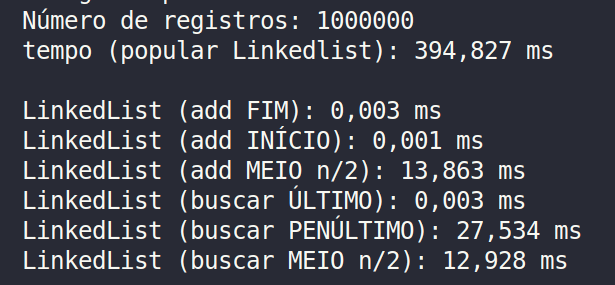 Número de registros: 1000000
tempo (popular Linkedlist): 394,827 ms
LinkedList (add FIM): 0,003 ms
LinkedList (add INÍCIO): 0,001 ms
LinkedList (add MEIO n/2): 13,863 ms
LinkedList (buscar ÚLTIMO): 0,003 ms
LinkedList (buscar PENÚLTIMO): 27,534 ms
LinkedList (buscar MEIO n/2): 12,928 ms